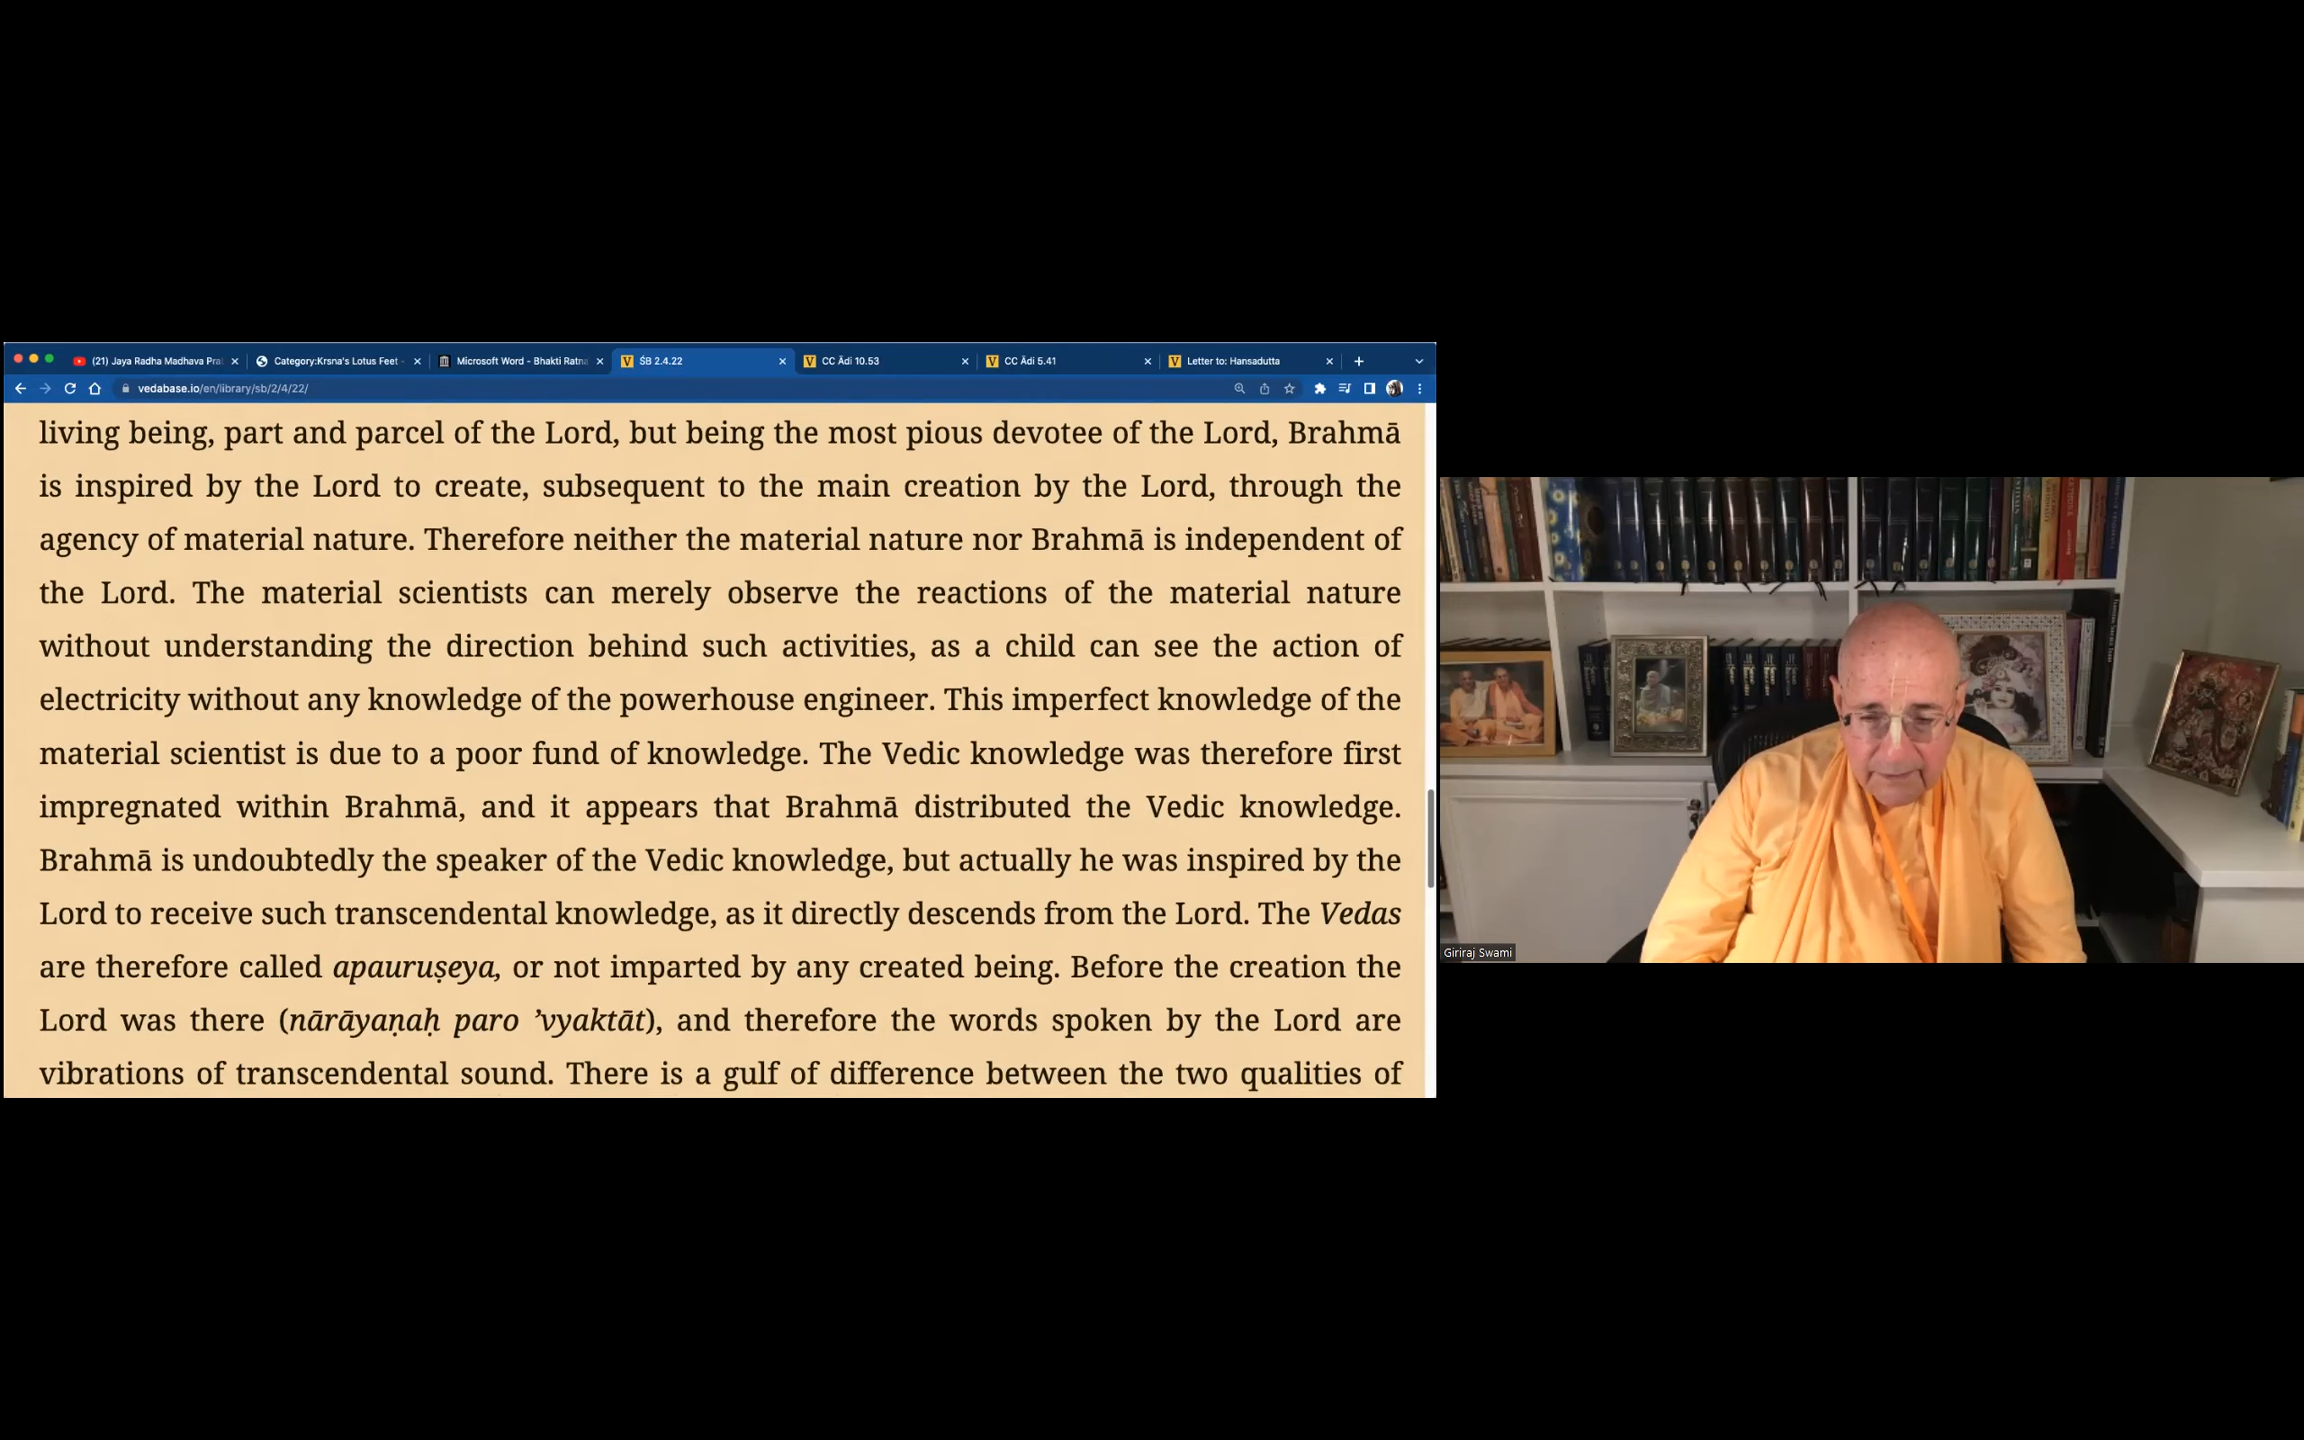 (21) Jaya Radha Madhava Pra
Category:Krsna's Lotus Feet -
Microsoft Word - Bhakti Ratna
ŚB 2.4.22
CC Ādi 10.53
CC Ādi 5.41
Letter to: Hansadutta
vedabase.io/en/library/sb/2/4/22/
living being, part and parcel of the Lord, but being the most pious devotee of the Lord, Brahmā
is inspired by the Lord to create, subsequent to the main creation by the Lord, through the
agency of material nature. Therefore neither the material nature nor Brahmā is independent of
the Lord. The material scientists can merely observe the reactions of the material nature
without understanding the direction behind such activities, as a child can see the action of
electricity without any knowledge of the powerhouse engineer. This imperfect knowledge of the
material scientist is due to a poor fund of knowledge. The Vedic knowledge was therefore first
impregnated within Brahmā, and it appears that Brahmā distributed the Vedic knowledge.
Brahmā is undoubtedly the speaker of the Vedic knowledge, but actually he was inspired by the
Lord to receive such transcendental knowledge, as it directly descends from the Lord. The Vedas
are therefore called apauruṣeya, or not imparted by any created being. Before the creation the
Lord was there (nārāyaṇaḥ paro ’vyaktāt), and therefore the words spoken by the Lord are
vibrations of transcendental sound. There is a gulf of difference between the two qualities of
Giriraj Swami